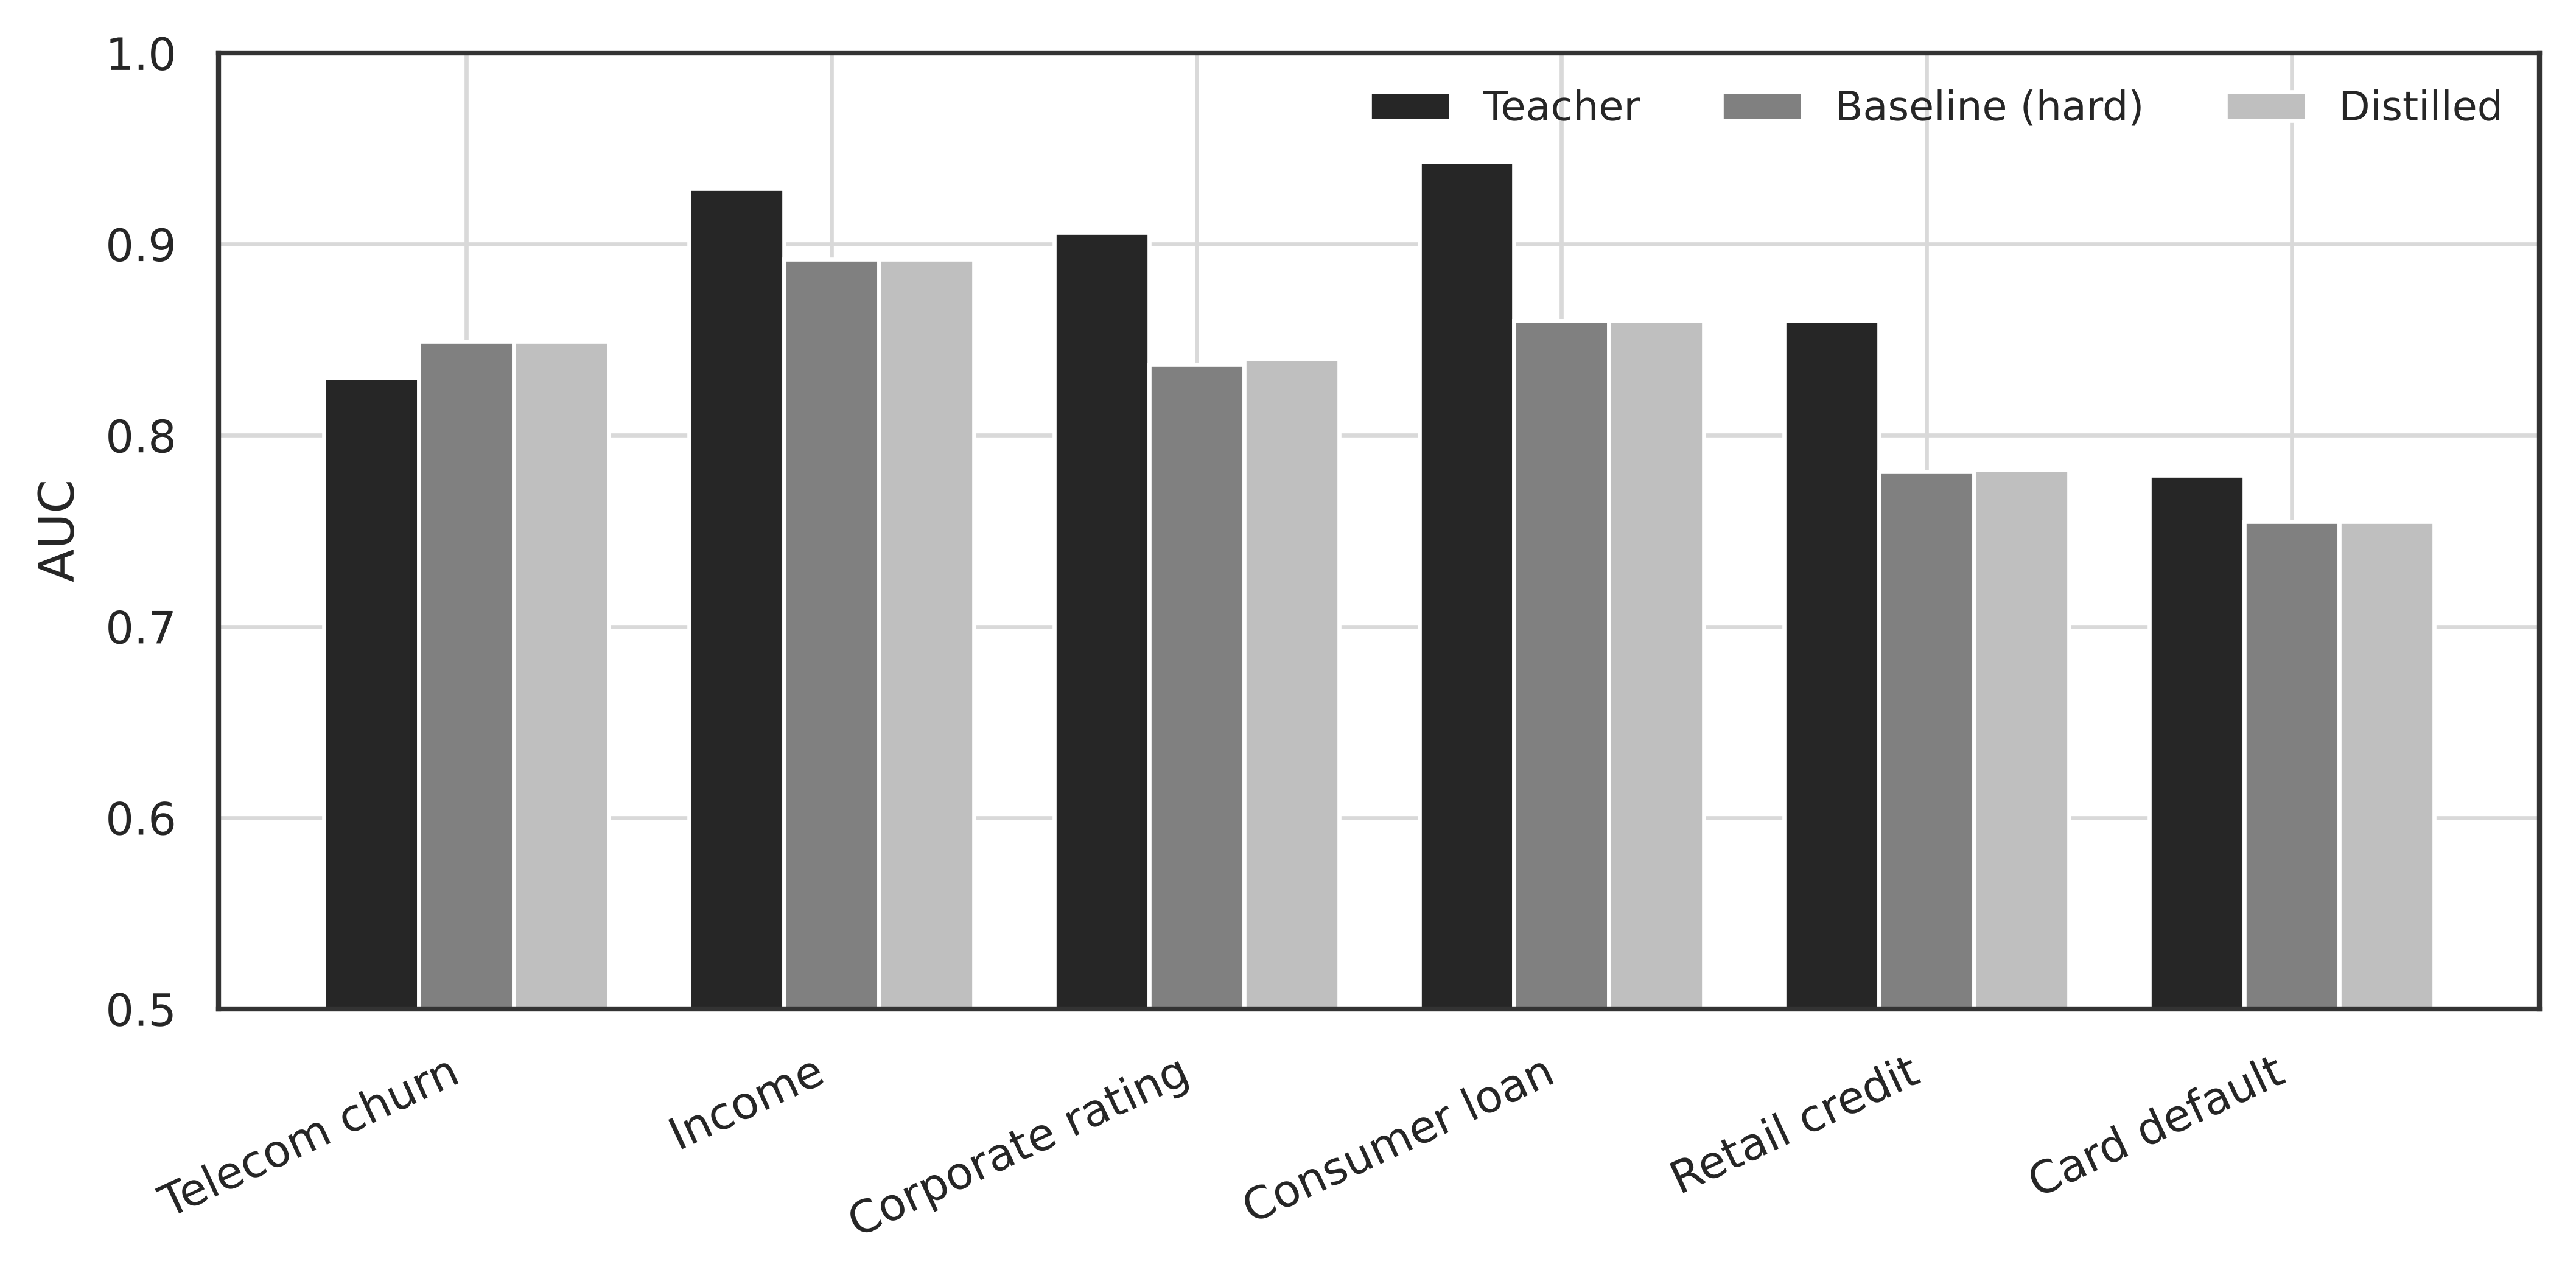 1.0
0.9
0.8
0.7
0.6
0.5
AUC
Teacher
Baseline (hard)
Distilled
Telecom churn
Income
Corporate rating
Consumer loan
Retail credit
Card default